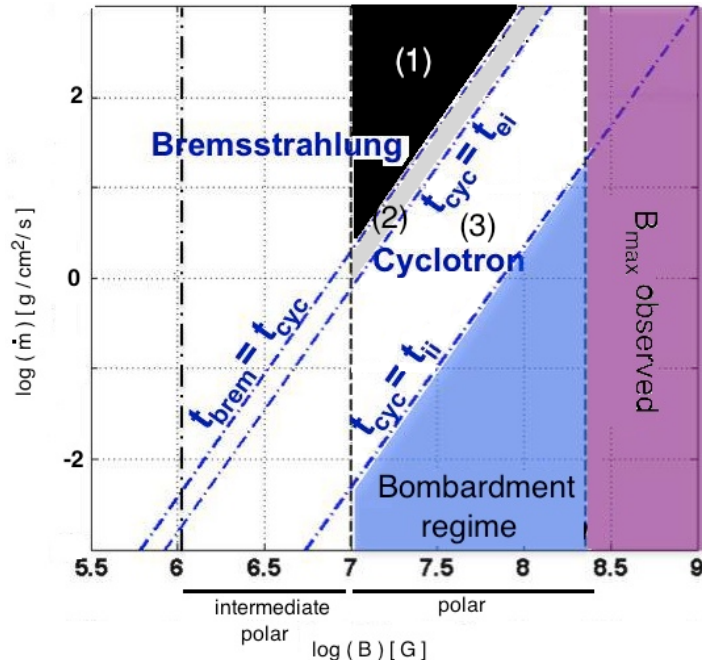 2
0
-2
log (ṁ) [ g / cm²/ s ]
(1)
Bremsstrahlung
t_cyc = t_ei
(2)
(3)
Cyclotron
t_brem = t_cyc
t_cyc = t_ii
B_max observed
Bombardment
regime
5.5 6 6.5 7 7.5 8 8.5 9
intermediate
polar
polar
log ( B ) [ G ]